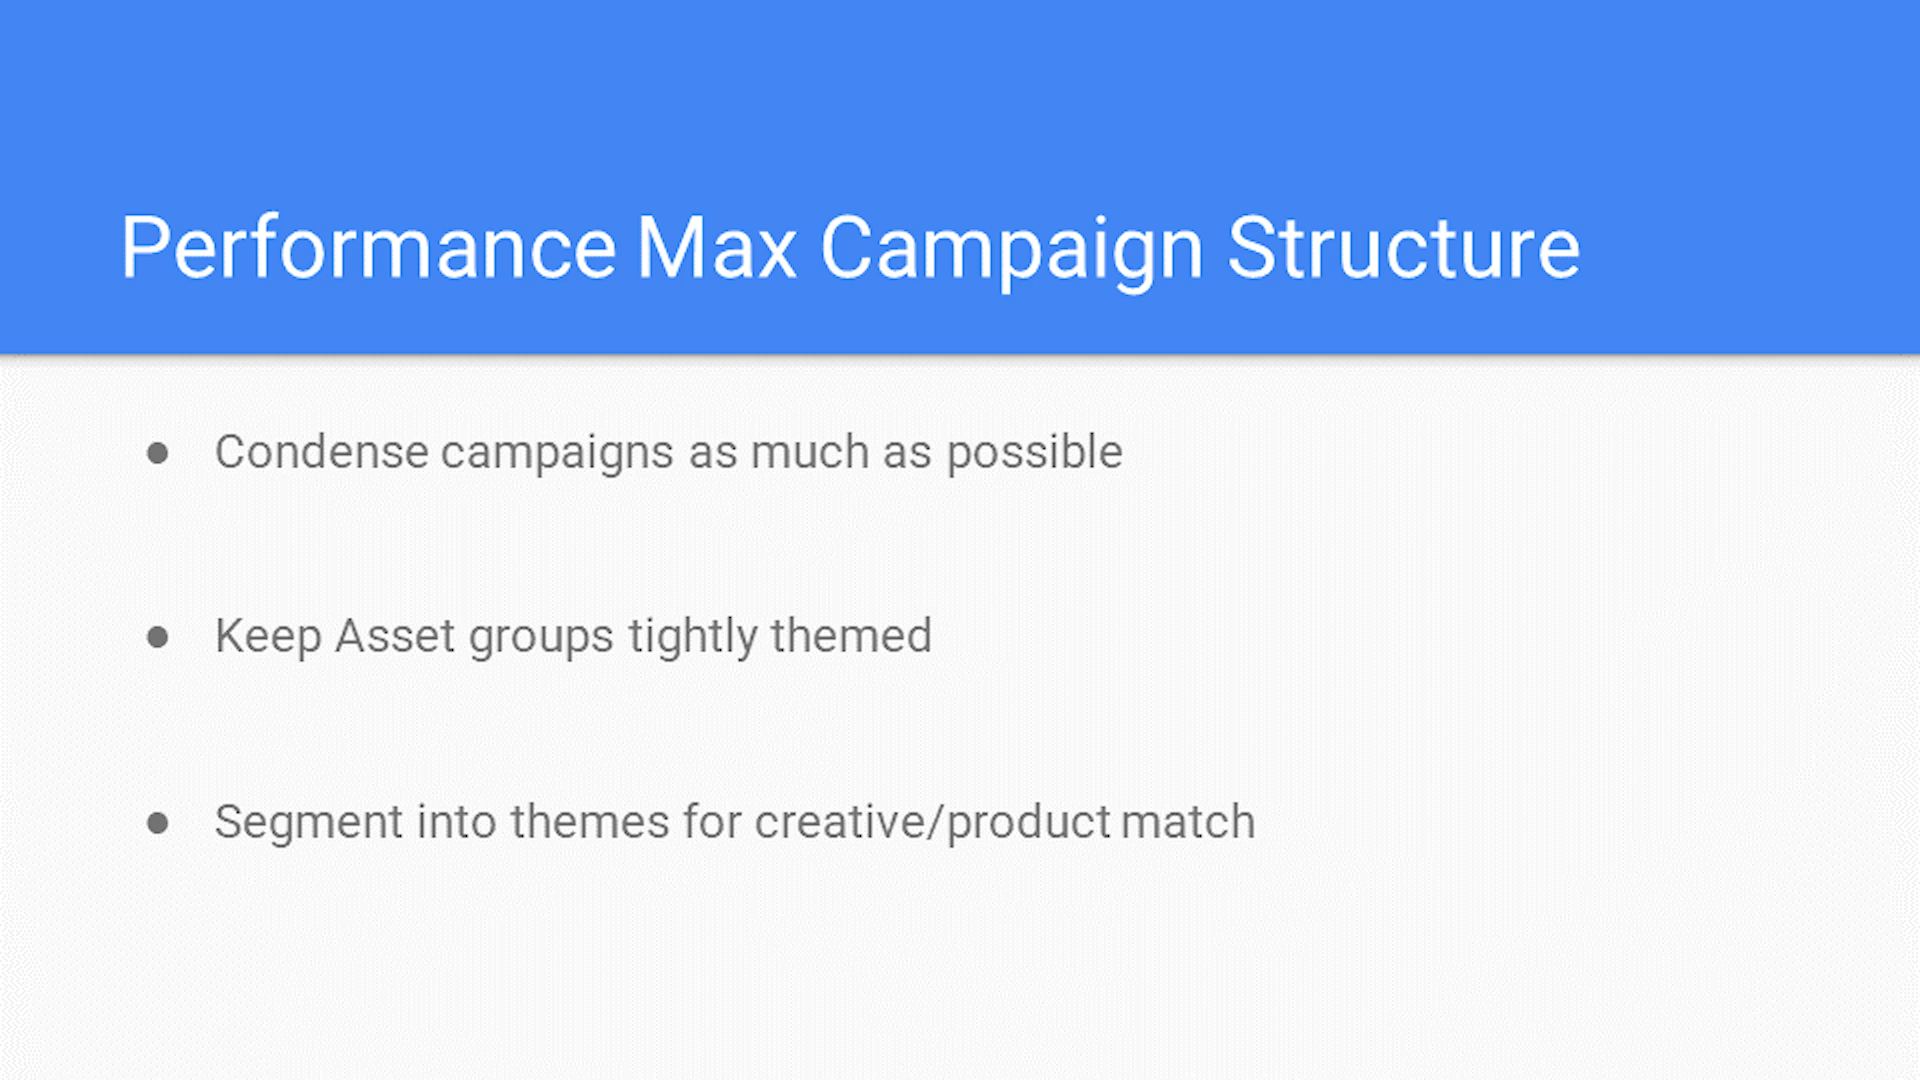 Performance Max Campaign Structure
● Condense campaigns as much as possible
● Keep Asset groups tightly themed
● Segment into themes for creative/product match